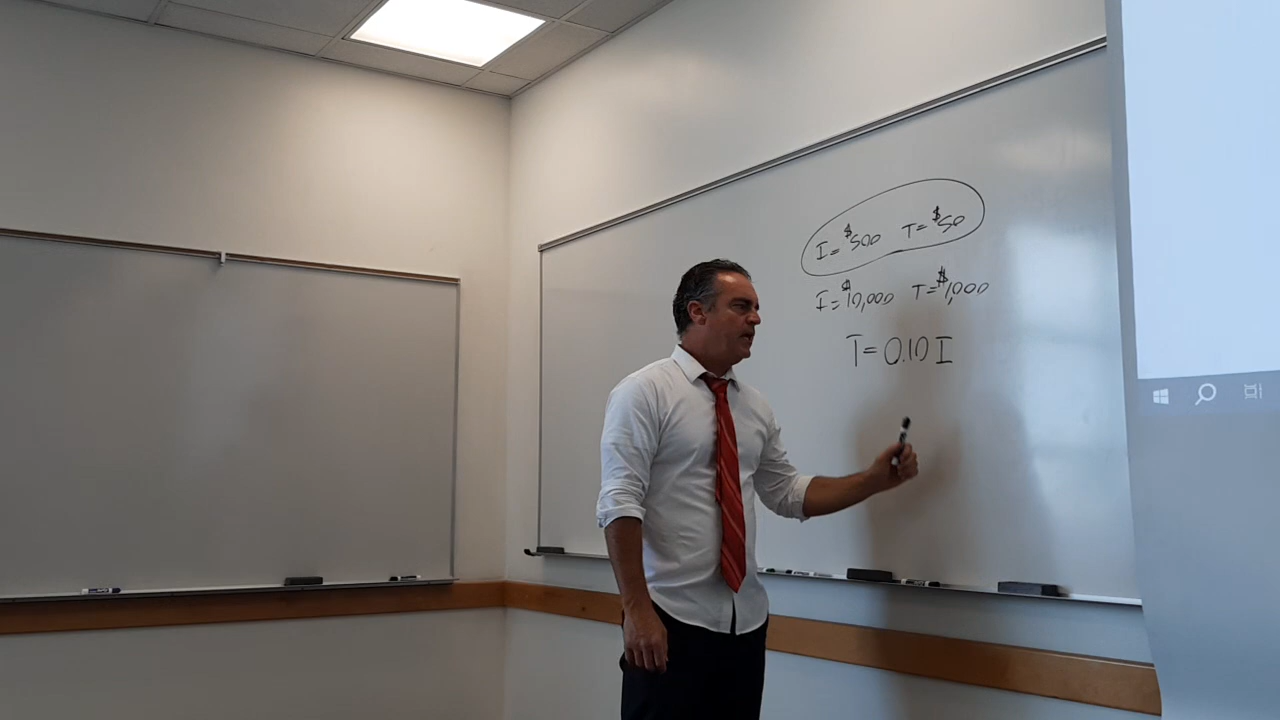 I = $500 T = $50
I = $10,000 T = $1,000
T = 0.10 I